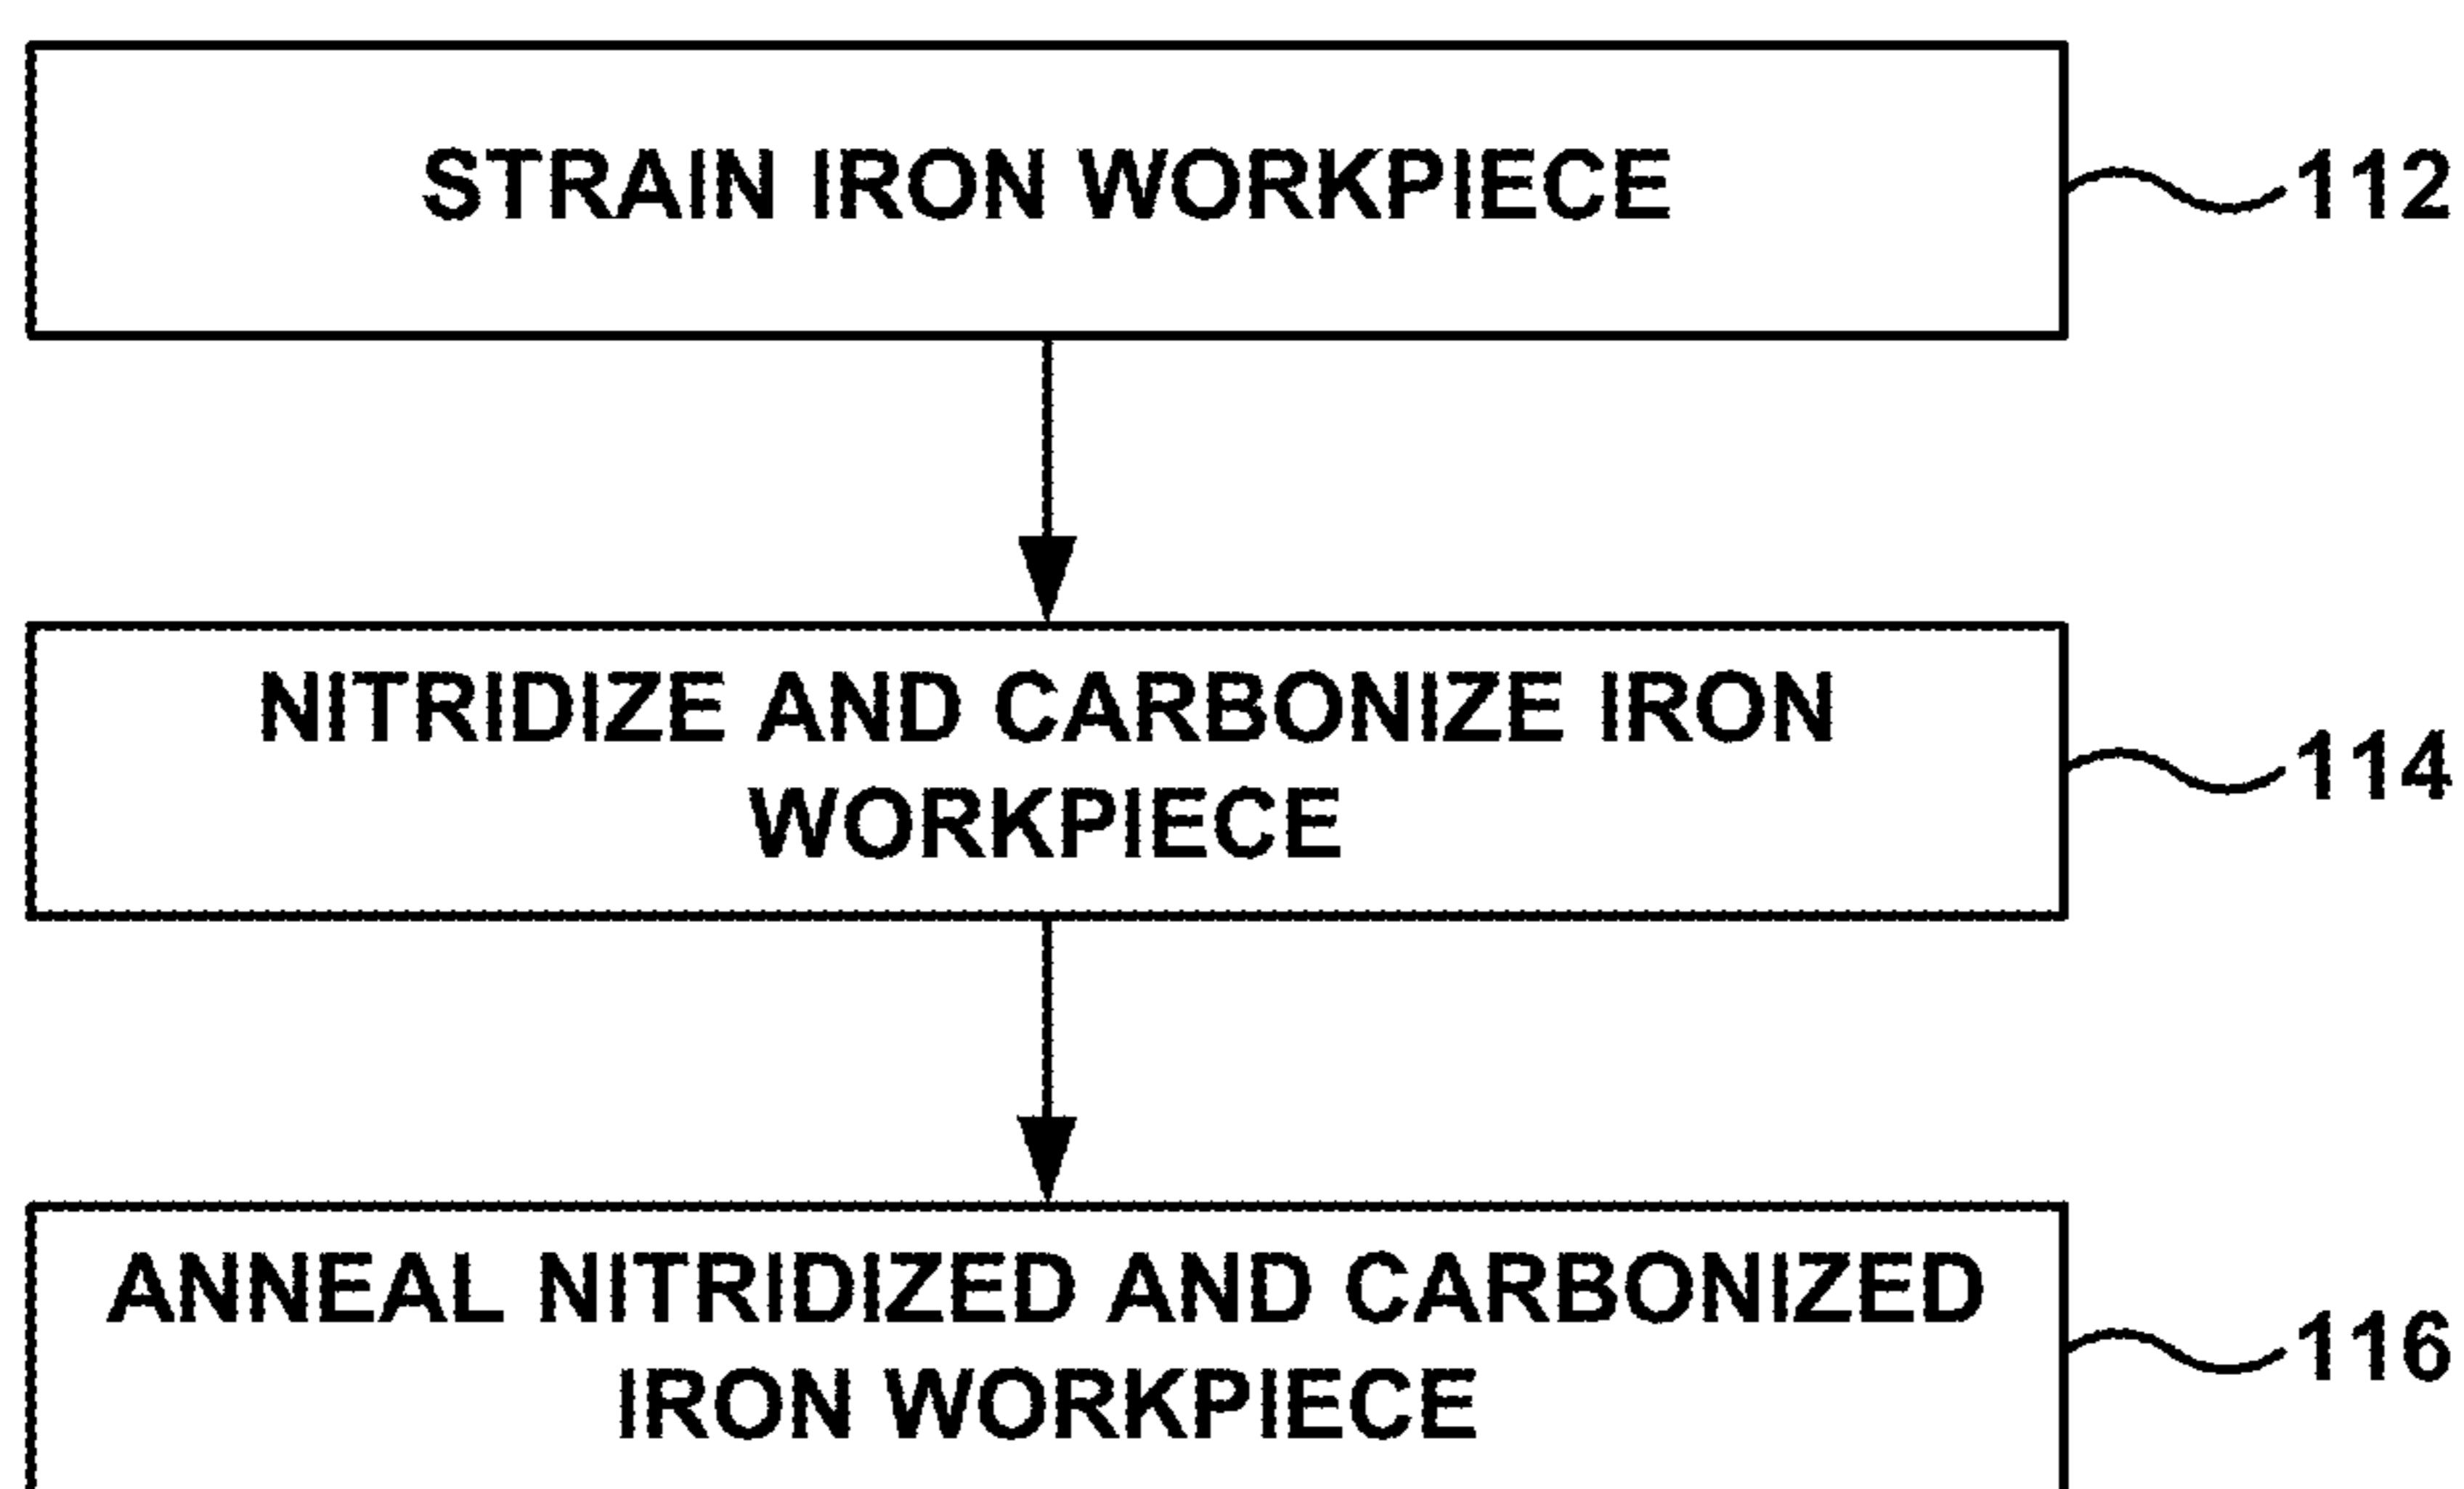 STRAIN IRON WORKPIECE
112
NITRIDIZE AND CARBONIZE IRON
WORKPIECE
114
ANNEAL NITRIDIZED AND CARBONIZED
IRON WORKPIECE
116